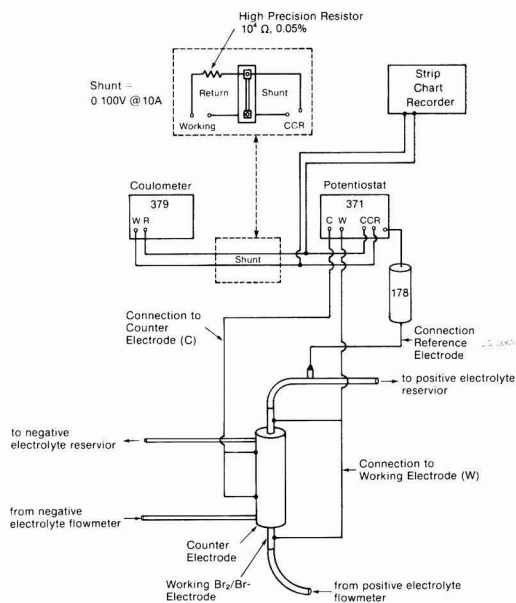 High Precision Resistor
10⁴ Ω, 0.05%
Shunt =
0.100V @ 10A
Return
Shunt
Working
CCR
Strip
Chart
Recorder
Coulometer
379
W R
Potentiostat
371
C W CCR
Shunt
178
Connection to
Counter
Electrode (C)
Connection
Reference
Electrode
to positive electrolyte
reservior
to negative
electrolyte reservior
Connection to
Working Electrode (W)
from negative
electrolyte flowmeter
Counter
Electrode
Working Br₂/Br-
Electrode
from positive electrolyte
flowmeter